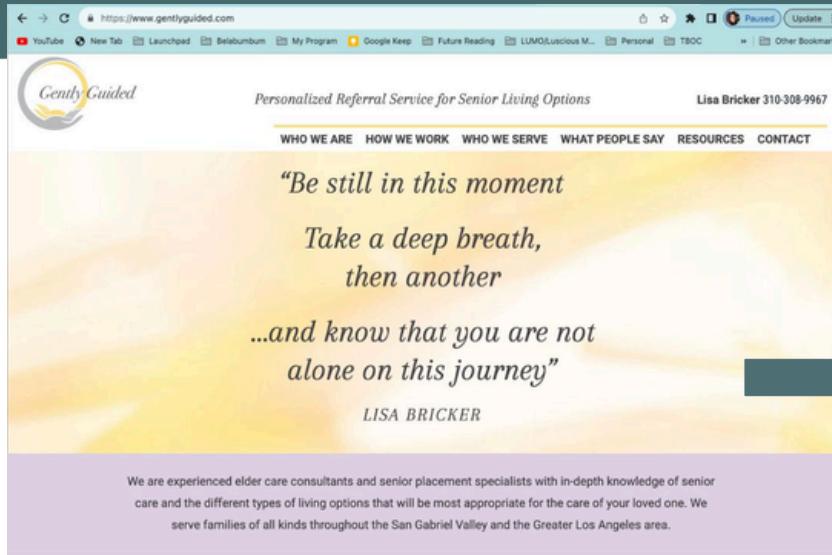 https://www.gentlyguided.com
Paused
Update
YouTube New Tab Launchpad Belabumbum My Program Google Keep Future Reading LUMO/Luscious M... Personal TBOC » Other Bookmar
Gently Guided
Personalized Referral Service for Senior Living Options
Lisa Bricker 310-308-9967
WHO WE ARE HOW WE WORK WHO WE SERVE WHAT PEOPLE SAY RESOURCES CONTACT
“Be still in this moment
Take a deep breath,
then another
...and know that you are not
alone on this journey”
LISA BRICKER
We are experienced elder care consultants and senior placement specialists with in-depth knowledge of senior
care and the different types of living options that will be most appropriate for the care of your loved one. We
serve families of all kinds throughout the San Gabriel Valley and the Greater Los Angeles area.